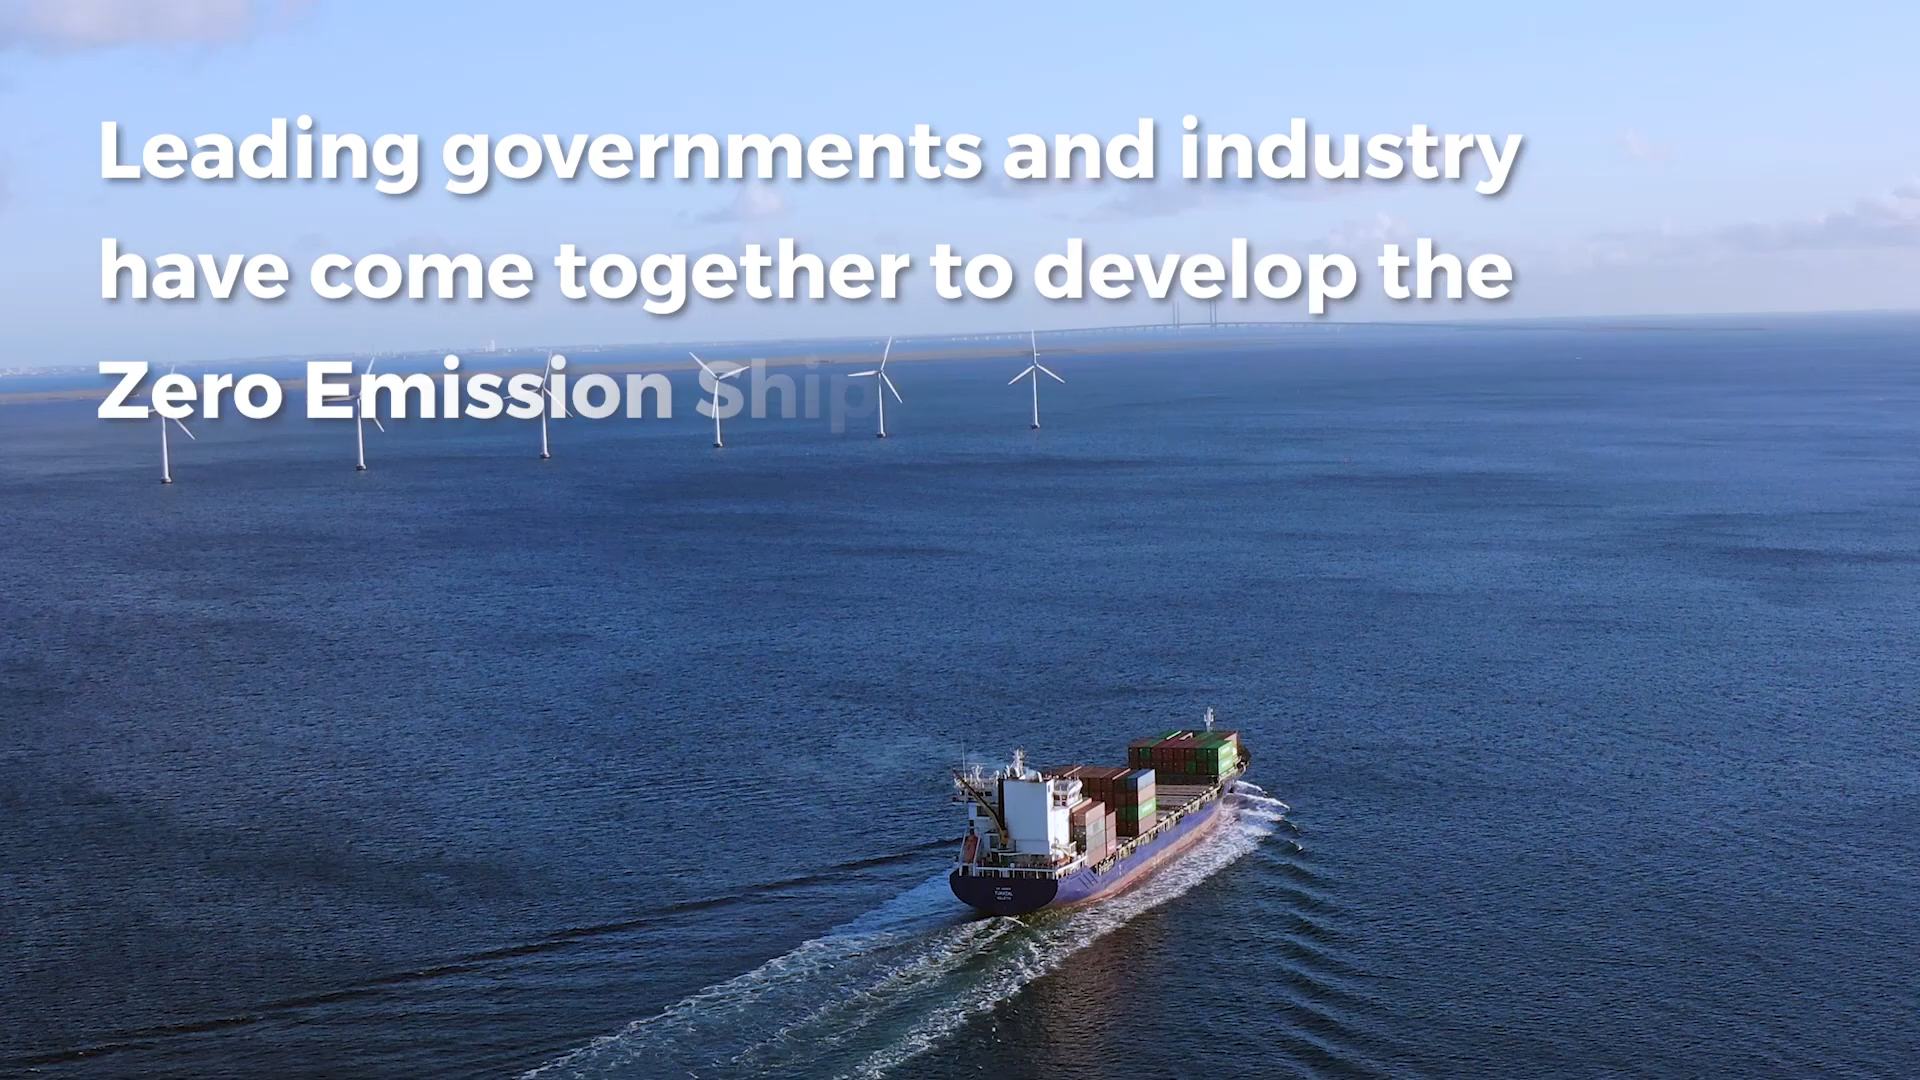 Leading governments and industry
have come together to develop the
Zero Emission Ship